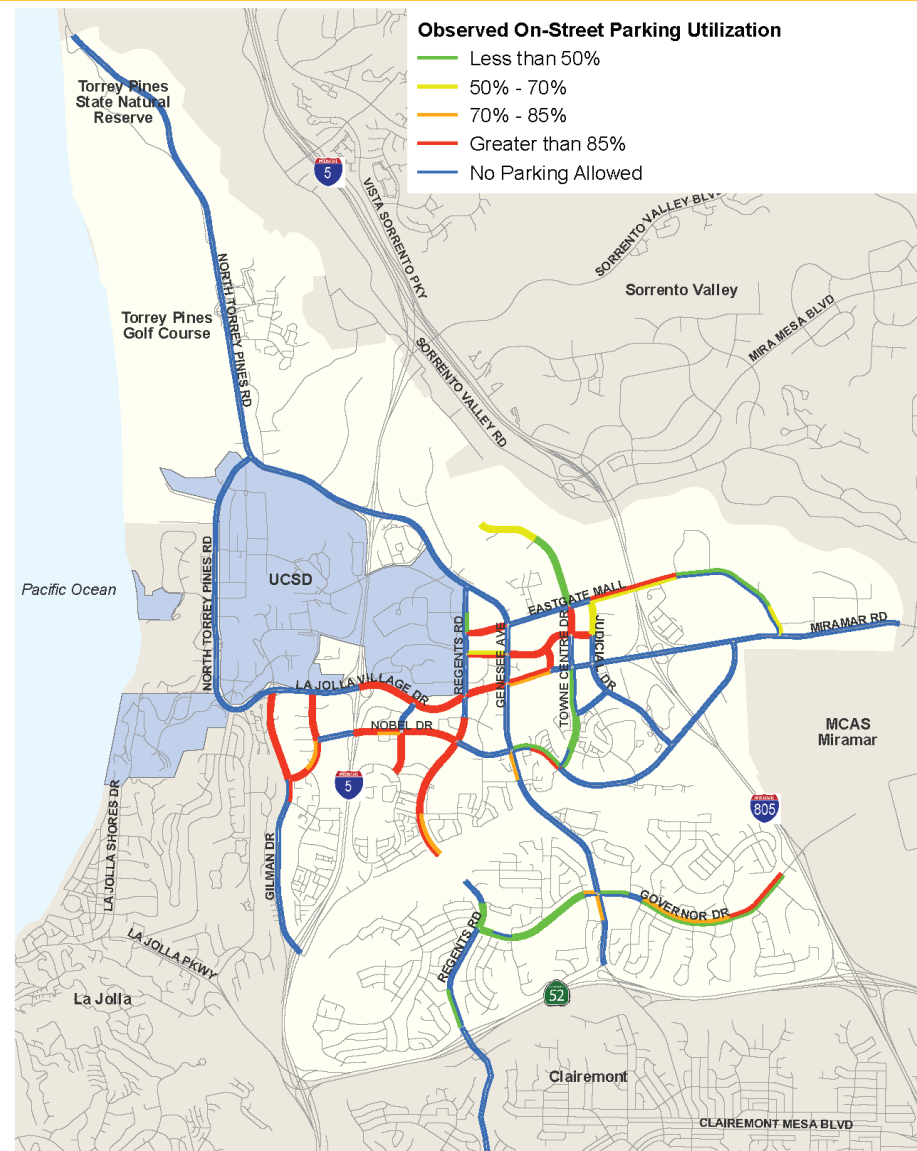 Observed On-Street Parking Utilization
Less than 50%
50% - 70%
70% - 85%
Greater than 85%
No Parking Allowed
Torrey Pines
State Natural
Reserve
5
VISTA SORRENTO PKY
SORRENTO VALLEY BLVD
Sorrento Valley
NORTH TORREY PINES RD
Torrey Pines
Golf Course
MIRA MESA BLVD
SORRENTO VALLEY RD
Pacific Ocean
NORTH TORREY PINES RD
UCSD
EASTGATE MALL
MIRAMAR RD
REGENTS RD
GENESEE AVE
TOWNE CENTRE DR
JUDICIAL DR
LA JOLLA VILLAGE DR
NOBEL DR
MCAS
Miramar
5
805
LA JOLLA SHORES DR
GILMAN DR
GOVERNOR DR
REGENTS RD
LA JOLLA PKWY
La Jolla
52
Clairemont
CLAIREMONT MESA BLVD